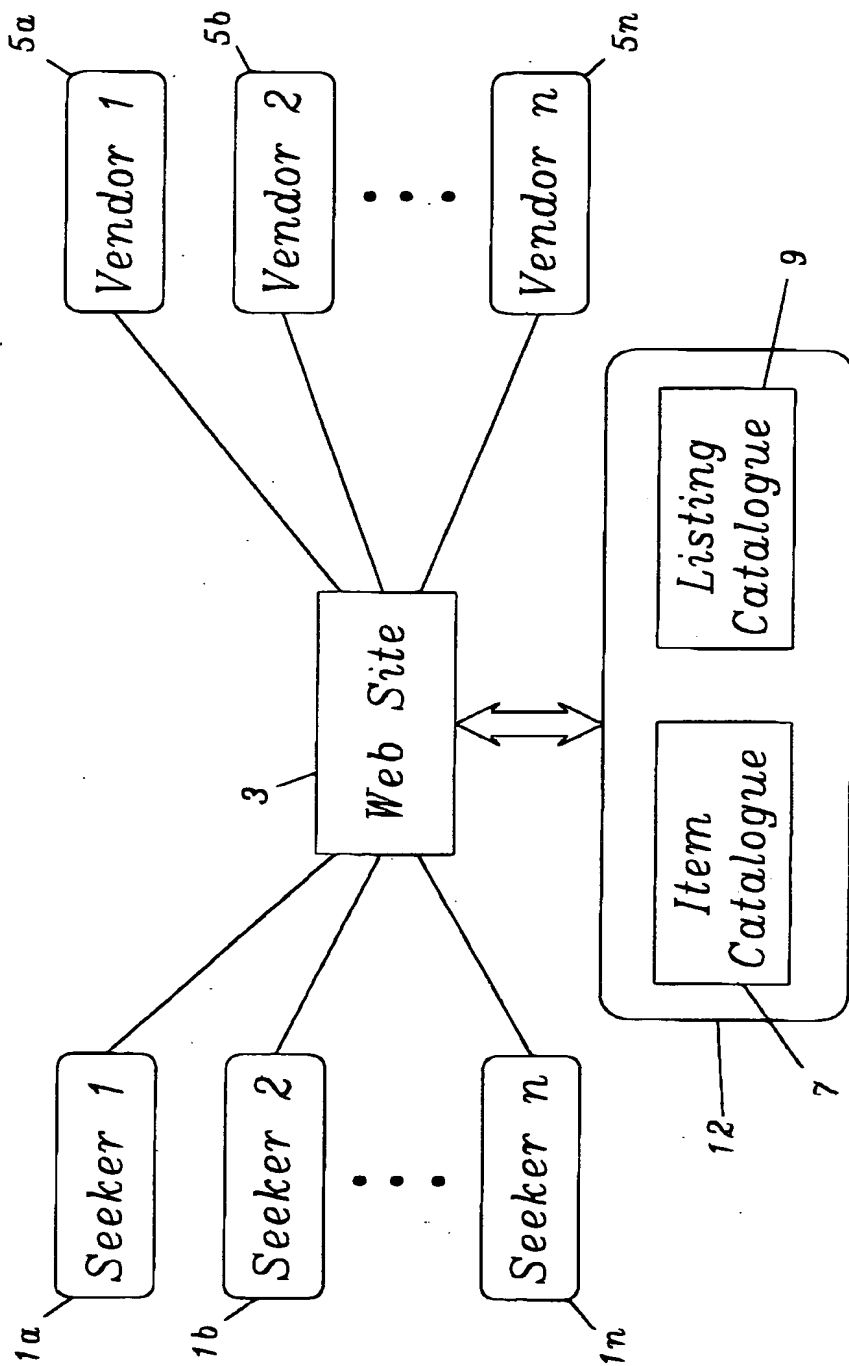 1a
Seeker 1
1b
Seeker 2
1n
Seeker n
3
Web Site
5a
Vendor 1
5b
Vendor 2
5n
Vendor n
12
7
Item
Catalogue
9
Listing
Catalogue